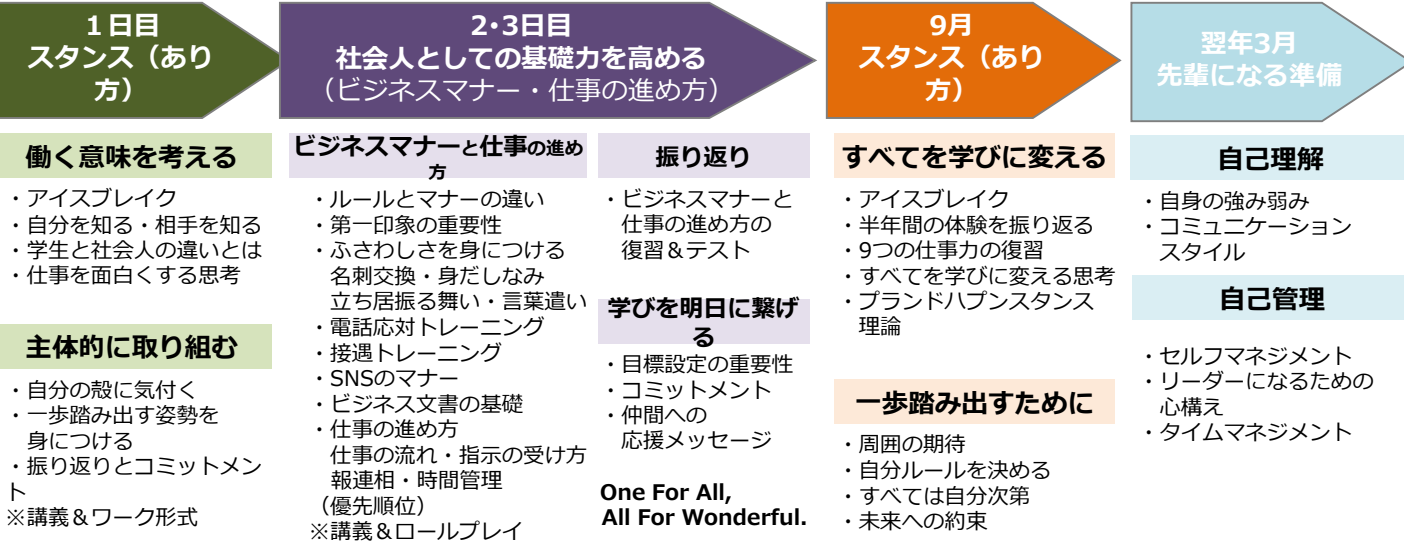 １日目
スタンス（あり
方）
働く意味を考える
・アイスブレイク
・自分を知る・相手を知る
・学生と社会人の違いとは
・仕事を面白くする思考
主体的に取り組む
・自分の殻に気付く
・一歩踏み出す姿勢を
身につける
・振り返りとコミットメン
ト
※講義＆ワーク形式
2・3日目
社会人としての基礎力を高める
（ビジネスマナー・仕事の進め方）
ビジネスマナーと仕事の進め
方
・ルールとマナーの違い
・第一印象の重要性
・ふさわしさを身につける
名刺交換・身だしなみ
立ち居振る舞い・言葉遣い
・電話応対トレーニング
・接遇トレーニング
・SNSのマナー
・ビジネス文書の基礎
・仕事の進め方
仕事の流れ・指示の受け方
報連相・時間管理
（優先順位）
※講義＆ロールプレイ
振り返り
・ビジネスマナーと
仕事の進め方の
復習＆テスト
学びを明日に繋げ
る
・目標設定の重要性
・コミットメント
・仲間への
応援メッセージ
One For All,
All For Wonderful.
9月
スタンス（あり
方）
すべてを学びに変える
・アイスブレイク
・半年間の体験を振り返る
・9つの仕事力の復習
・すべてを学びに変える思考
・プランドハプンスタンス
理論
一歩踏み出すために
・周囲の期待
・自分ルールを決める
・すべては自分次第
・未来への約束
翌年3月
先輩になる準備
自己理解
・自身の強み弱み
・コミュニケーション
スタイル
自己管理
・セルフマネジメント
・リーダーになるための
心構え
・タイムマネジメント